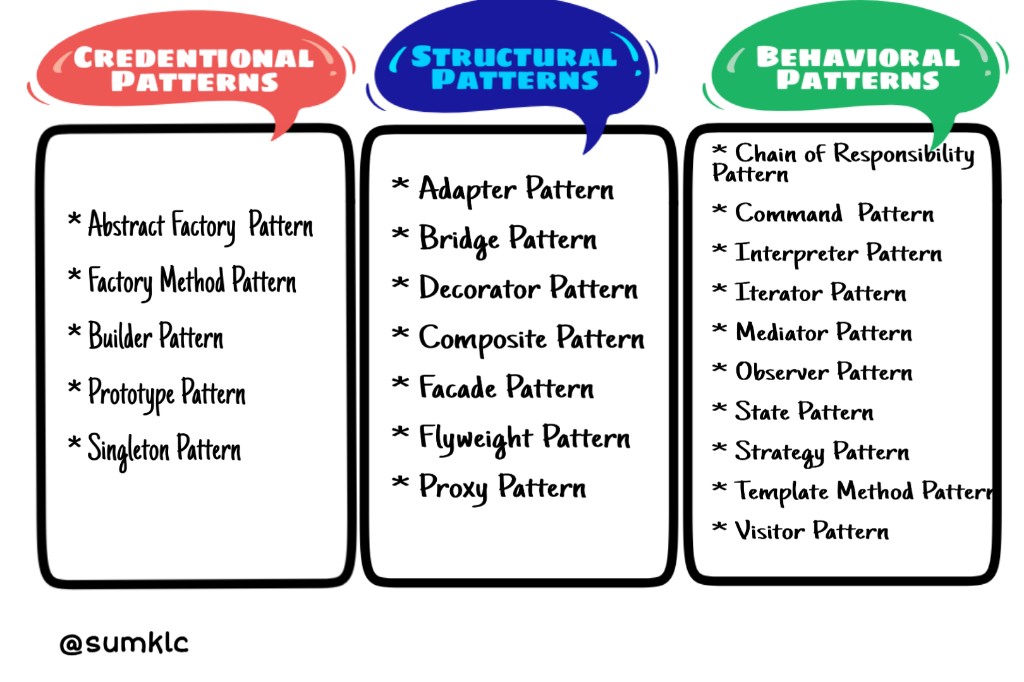 CREDENTIONAL
PATTERNS
* Abstract Factory Pattern
* Factory Method Pattern
* Builder Pattern
* Prototype Pattern
* Singleton Pattern
STRUCTURAL
PATTERNS
* Adapter Pattern
* Bridge Pattern
* Decorator Pattern
* Composite Pattern
* Facade Pattern
* Flyweight Pattern
* Proxy Pattern
BEHAVIORAL
PATTERNS
* Chain of Responsibility
Pattern
* Command Pattern
* Interpreter Pattern
* Iterator Pattern
* Mediator Pattern
* Observer Pattern
* State Pattern
* Strategy Pattern
* Template Method Pattern
* Visitor Pattern
@sumklc